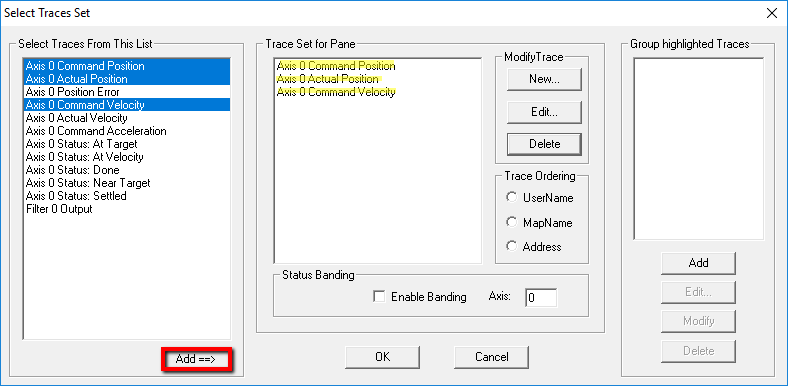 Select Traces Set
Select Traces From This List
Axis 0 Command Position
Axis 0 Actual Position
Axis 0 Position Error
Axis 0 Command Velocity
Axis 0 Actual Velocity
Axis 0 Command Acceleration
Axis 0 Status: At Target
Axis 0 Status: At Velocity
Axis 0 Status: Done
Axis 0 Status: Near Target
Axis 0 Status: Settled
Filter 0 Output
Add ==>
Trace Set for Pane
Axis 0 Command Position
Axis 0 Actual Position
Axis 0 Command Velocity
ModifyTrace
New...
Edit...
Delete
Trace Ordering
UserName
MapName
Address
Status Banding
Enable Banding
Axis:
0
OK
Cancel
Group highlighted Traces
Add
Edit...
Modify
Delete